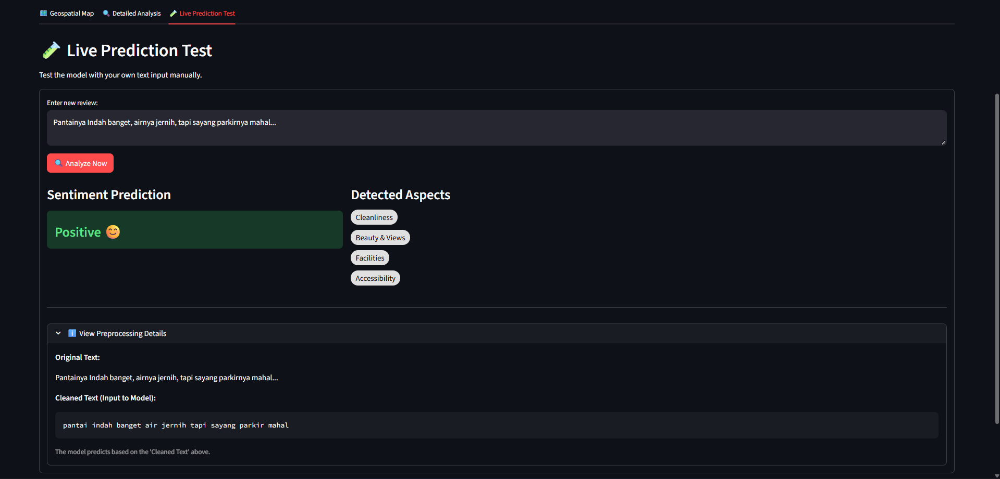 Geospatial Map Detailed Analysis Live Prediction Test
Live Prediction Test
Test the model with your own text input manually.
Enter new review:
Pantainya Indah banget, airnya jernih, tapi sayang parkirnya mahal...
Analyze Now
Sentiment Prediction
Positive 😊
Detected Aspects
Cleanliness
Beauty & Views
Facilities
Accessibility
View Preprocessing Details
Original Text:
Pantainya Indah banget, airnya jernih, tapi sayang parkirnya mahal...
Cleaned Text (Input to Model):
pantai indah banget air jernih tapi sayang parkir mahal
The model predicts based on the 'Cleaned Text' above.